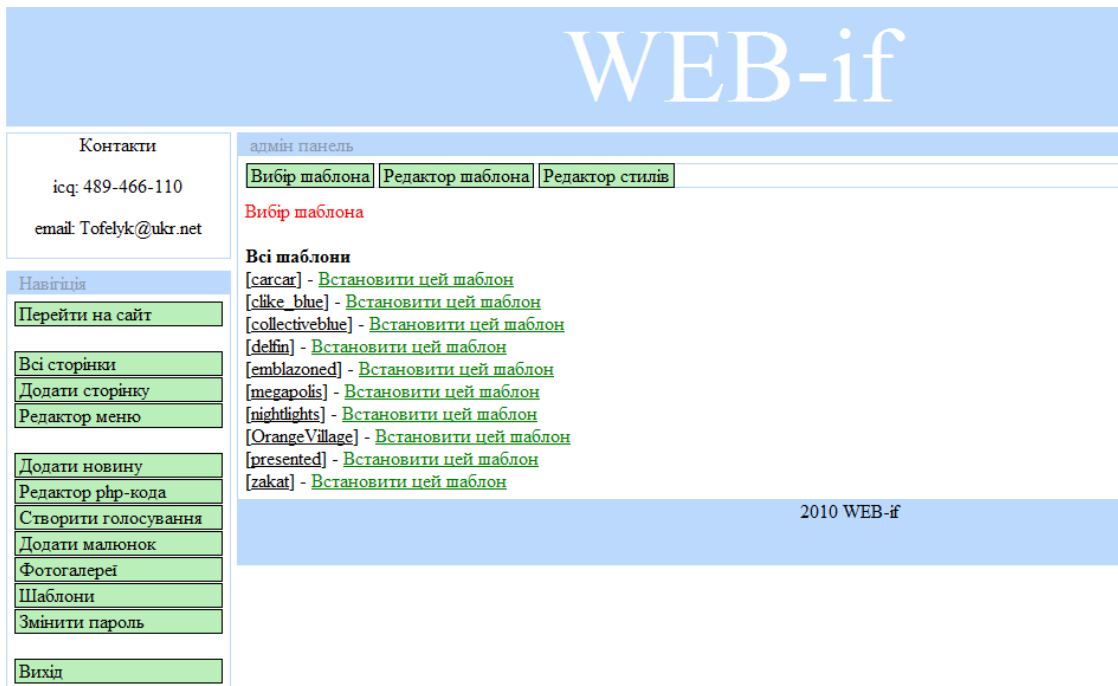 WEB-if
Контакти
icq: 489-466-110
email: Tofelyk@ukr.net
Навігіція
Перейти на сайт
Всі сторінки
Додати сторінку
Редактор меню
Додати новину
Редактор php-кода
Створити голосування
Додати малюнок
Фотогалереї
Шаблони
Змінити пароль
Вихід
адмін панель
Вибір шаблона Редактор шаблона Редактор стилів
Вибір шаблона
Всі шаблони
[carcar] - Встановити цей шаблон
[clike_blue] - Встановити цей шаблон
[collectiveblue] - Встановити цей шаблон
[delfin] - Встановити цей шаблон
[emblazoned] - Встановити цей шаблон
[megapolis] - Встановити цей шаблон
[nightlights] - Встановити цей шаблон
[OrangeVillage] - Встановити цей шаблон
[presented] - Встановити цей шаблон
[zakat] - Встановити цей шаблон
2010 WEB-if